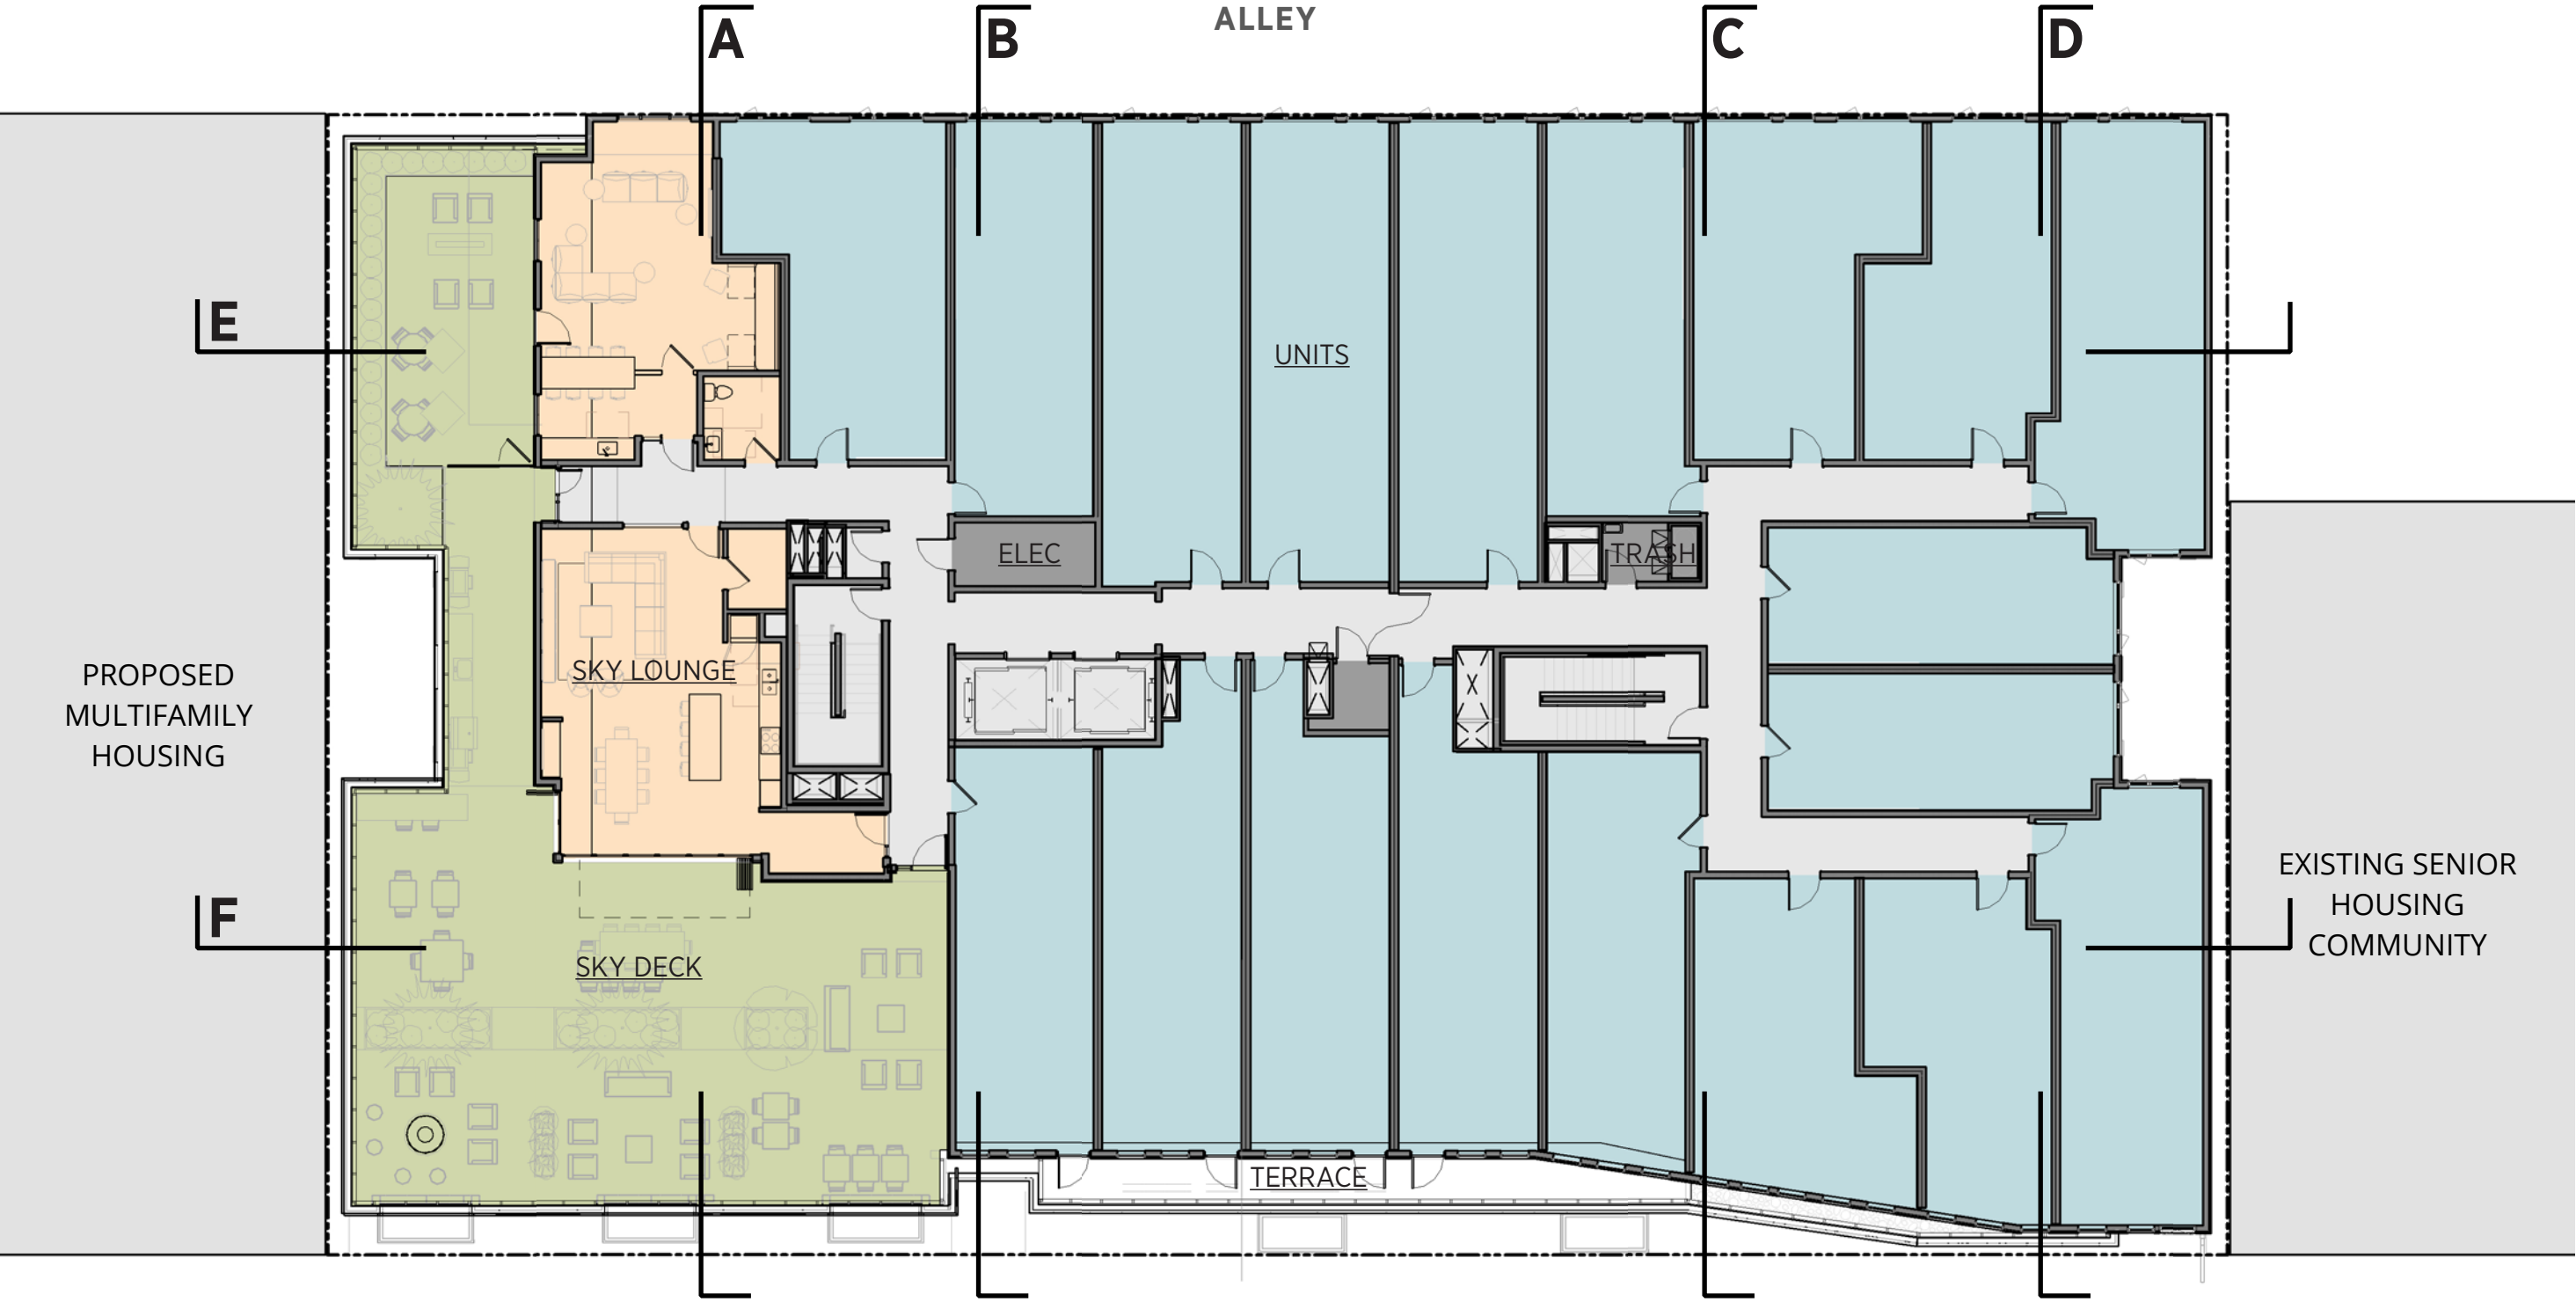 ALLEY
A
B
C
D
E
UNITS
ELEC
TRASH
SKY LOUNGE
PROPOSED
MULTIFAMILY
HOUSING
EXISTING SENIOR
HOUSING
COMMUNITY
F
SKY DECK
TERRACE